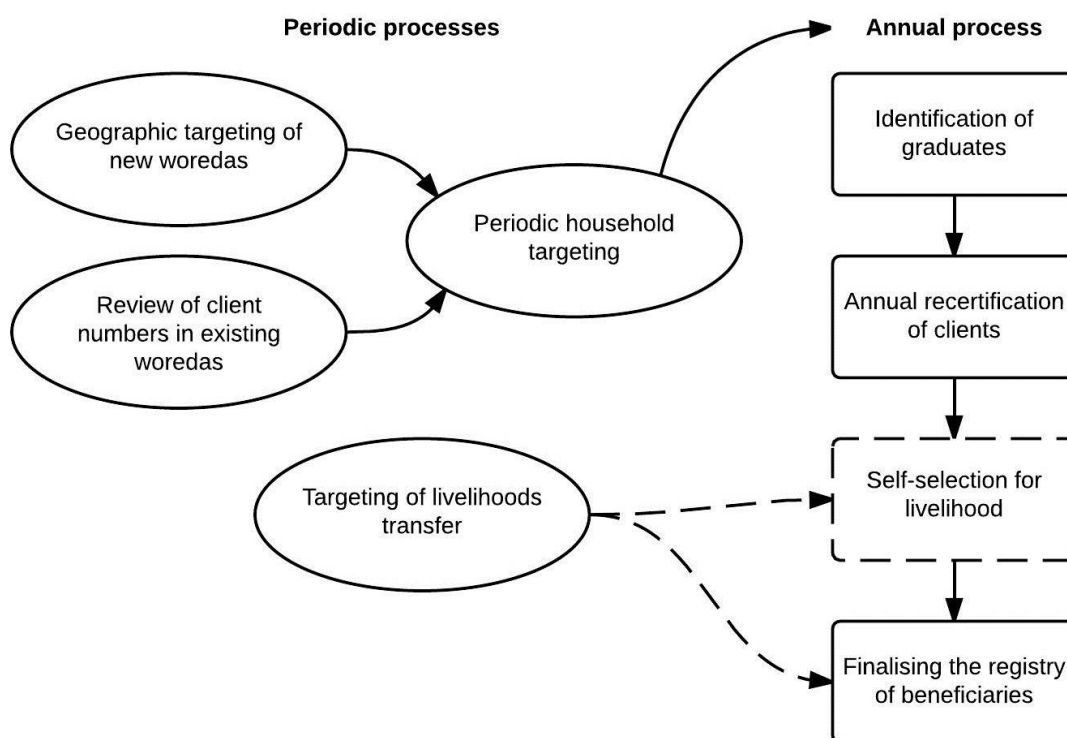 Periodic processes
Annual process
Geographic targeting of
new woredas
Periodic household
targeting
Review of client
numbers in existing
woredas
Targeting of livelihoods
transfer
Identification of
graduates
Annual recertification
of clients
Self-selection for
livelihood
Finalising the registry
of beneficiaries